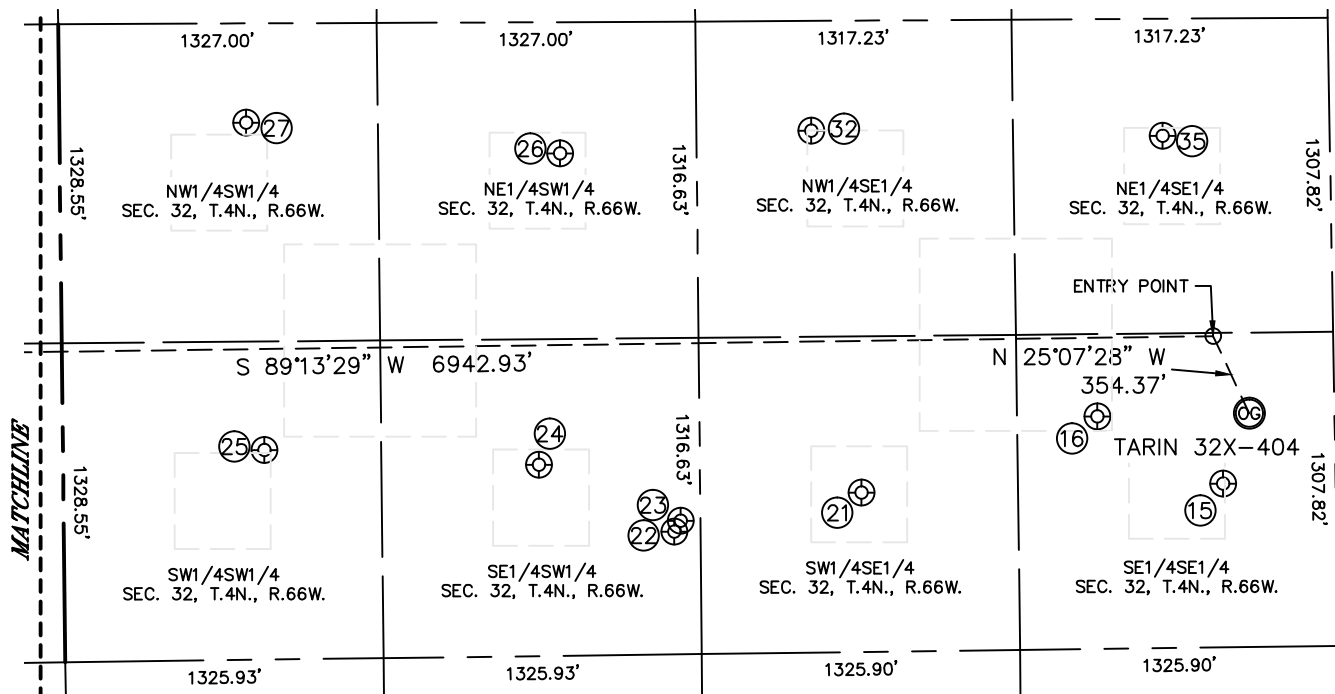 1327.00'
1327.00'
1317.23'
1317.23'
27
26
32
35
1328.55'
1316.63'
1307.82'
NW1/4SW1/4
SEC. 32, T.4N., R.66W.
NE1/4SW1/4
SEC. 32, T.4N., R.66W.
NW1/4SE1/4
SEC. 32, T.4N., R.66W.
NE1/4SE1/4
SEC. 32, T.4N., R.66W.
ENTRY POINT
S 89°13'29" W 6942.93'
N 25°07'28" W
354.37'
OG
TARIN 32X-404
MATCHLINE
25
24
16
23
22
21
15
1328.55'
1316.63'
1307.82'
SW1/4SW1/4
SEC. 32, T.4N., R.66W.
SE1/4SW1/4
SEC. 32, T.4N., R.66W.
SW1/4SE1/4
SEC. 32, T.4N., R.66W.
SE1/4SE1/4
SEC. 32, T.4N., R.66W.
1325.93'
1325.93'
1325.90'
1325.90'